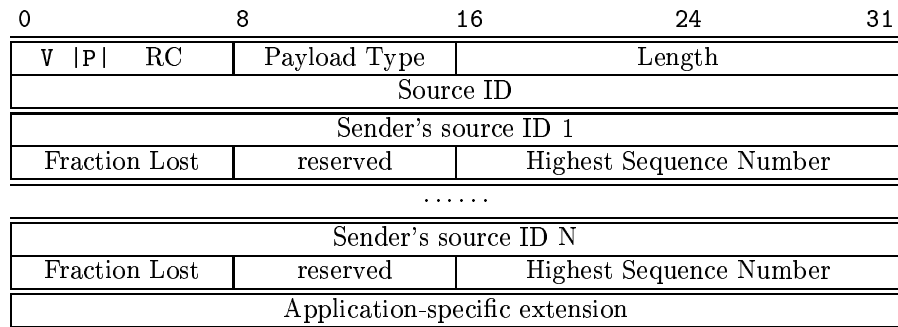 0 8 16 24 31
V |P| RC Payload Type Length
Source ID
Sender's source ID 1
Fraction Lost reserved Highest Sequence Number
......
Sender's source ID N
Fraction Lost reserved Highest Sequence Number
Application-specific extension